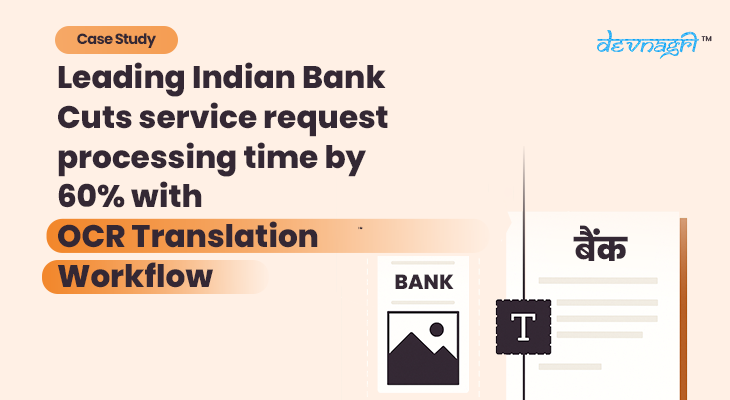 Case Study
devnagri™
Leading Indian Bank
Cuts service request
processing time by
60% with
OCR Translation
Workflow
BANK
T
बैंक